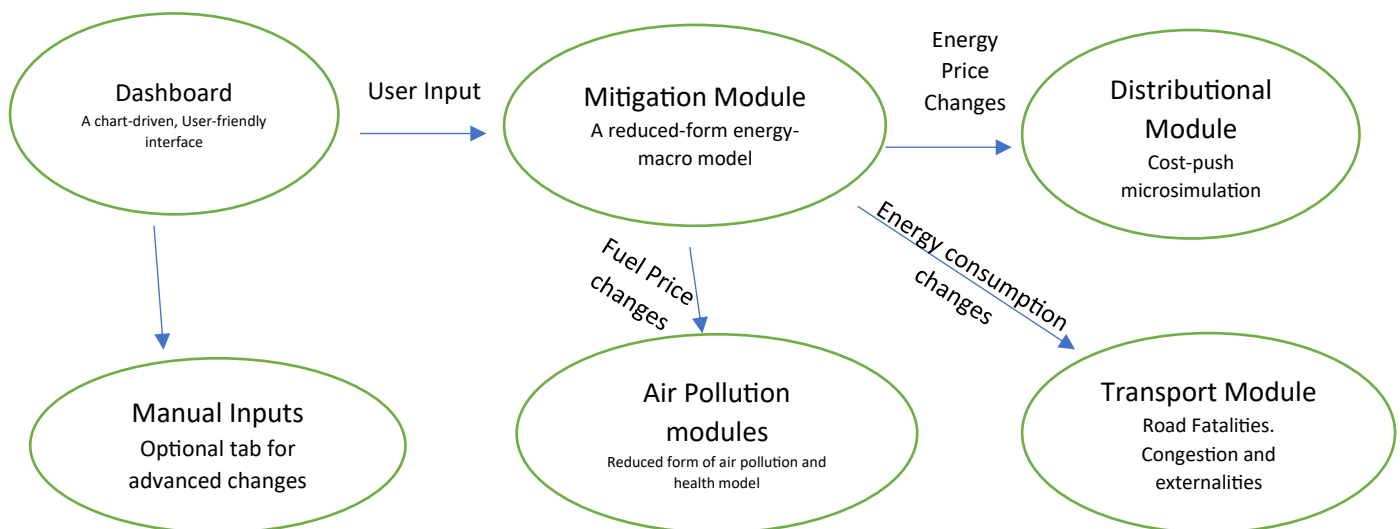 Dashboard
A chart-driven, User-friendly
interface
User Input
Mitigation Module
A reduced-form energy-
macro model
Energy
Price
Changes
Distributional
Module
Cost-push
microsimulation
Fuel Price
changes
Energy consumption
changes
Manual Inputs
Optional tab for
advanced changes
Air Pollution
modules
Reduced form of air pollution and
health model
Transport Module
Road Fatalities.
Congestion and
externalities